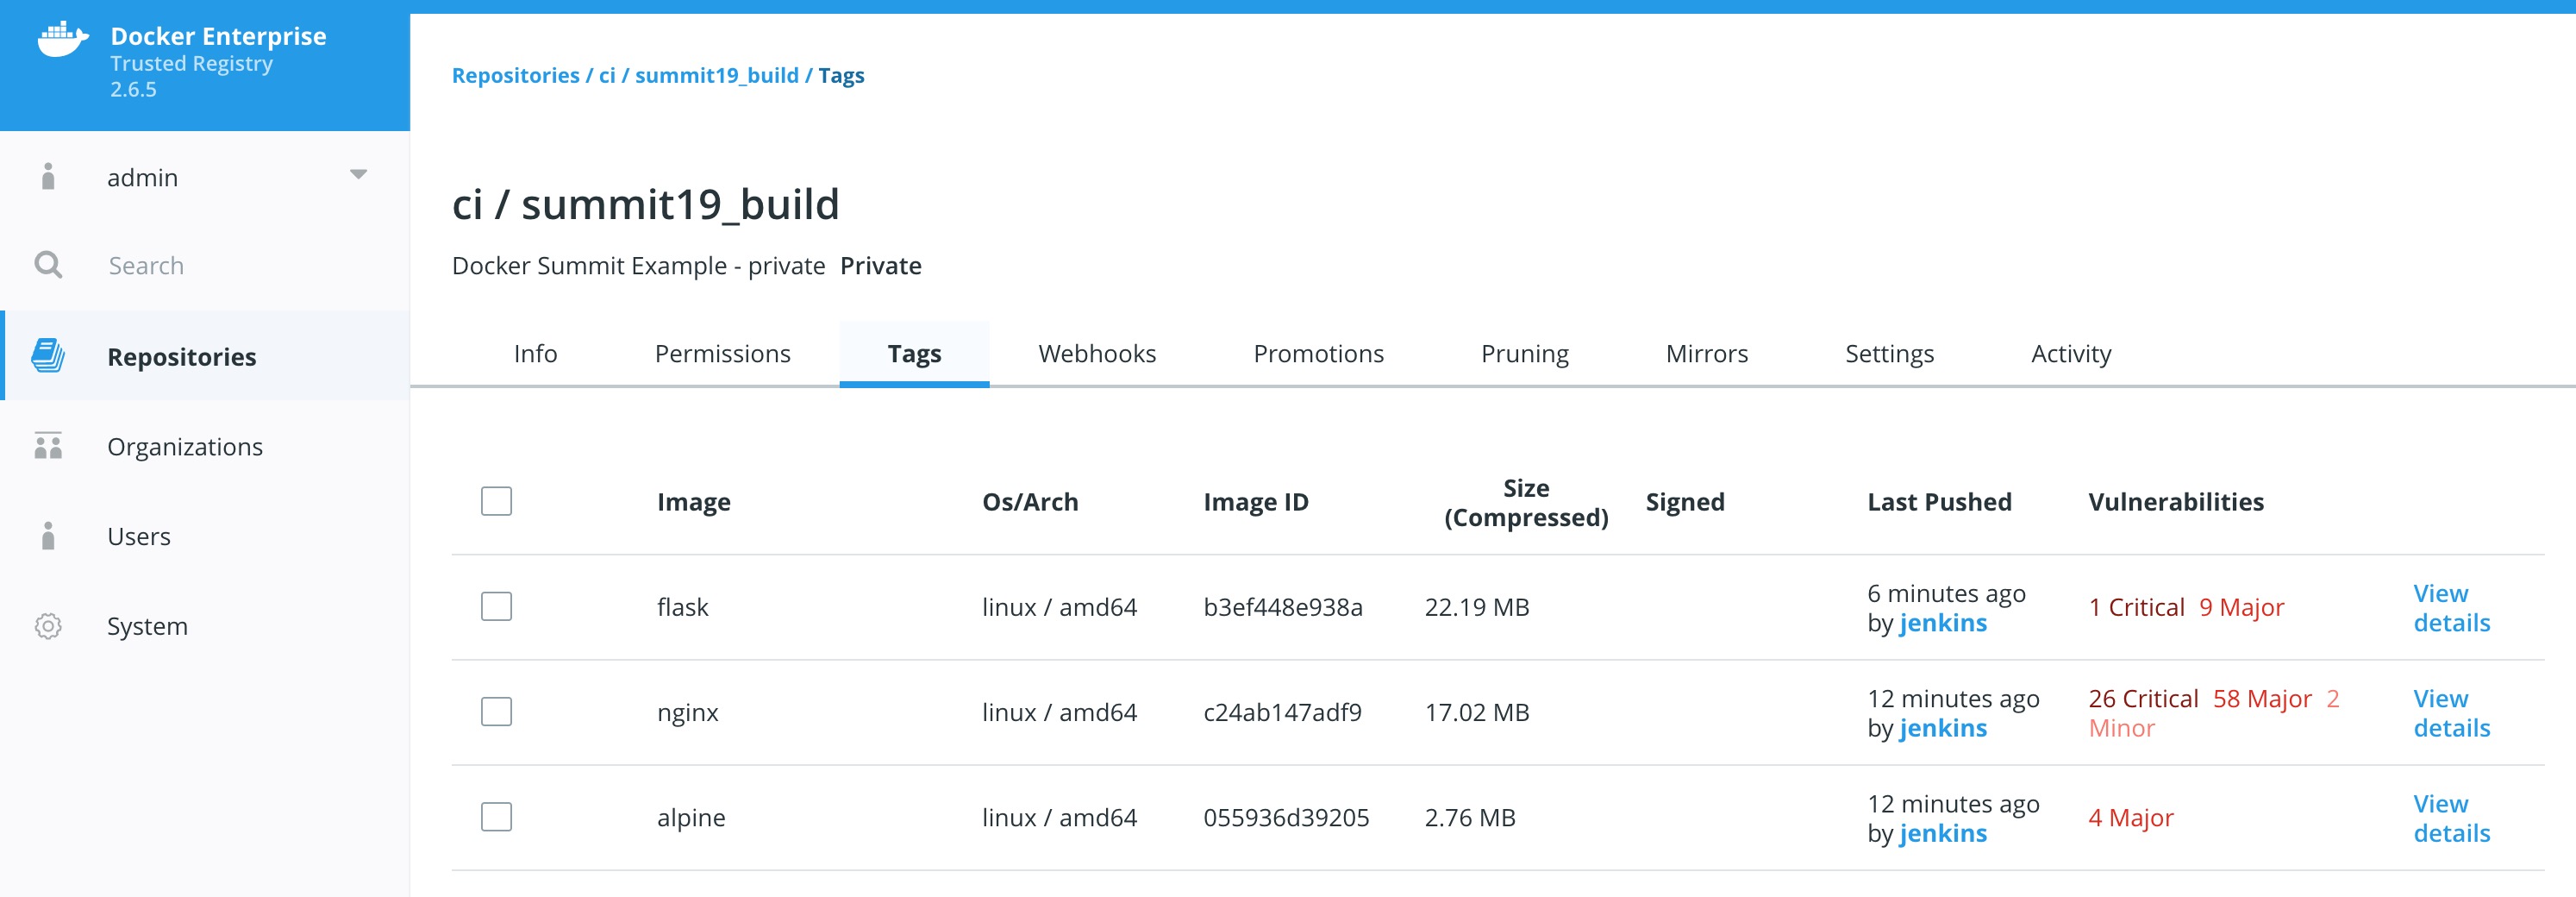 Docker Enterprise
Trusted Registry
2.6.5
admin
Search
Repositories
Organizations
Users
System
Repositories / ci / summit19_build / Tags
ci / summit19_build
Docker Summit Example - private Private
Info Permissions Tags Webhooks Promotions Pruning Mirrors Settings Activity
Image Os/Arch Image ID Size (Compressed) Signed Last Pushed Vulnerabilities
flask linux / amd64 b3ef448e938a 22.19 MB 6 minutes ago by jenkins 1 Critical 9 Major View details
nginx linux / amd64 c24ab147adf9 17.02 MB 12 minutes ago by jenkins 26 Critical 58 Major 2 Minor View details
alpine linux / amd64 055936d39205 2.76 MB 12 minutes ago by jenkins 4 Major View details